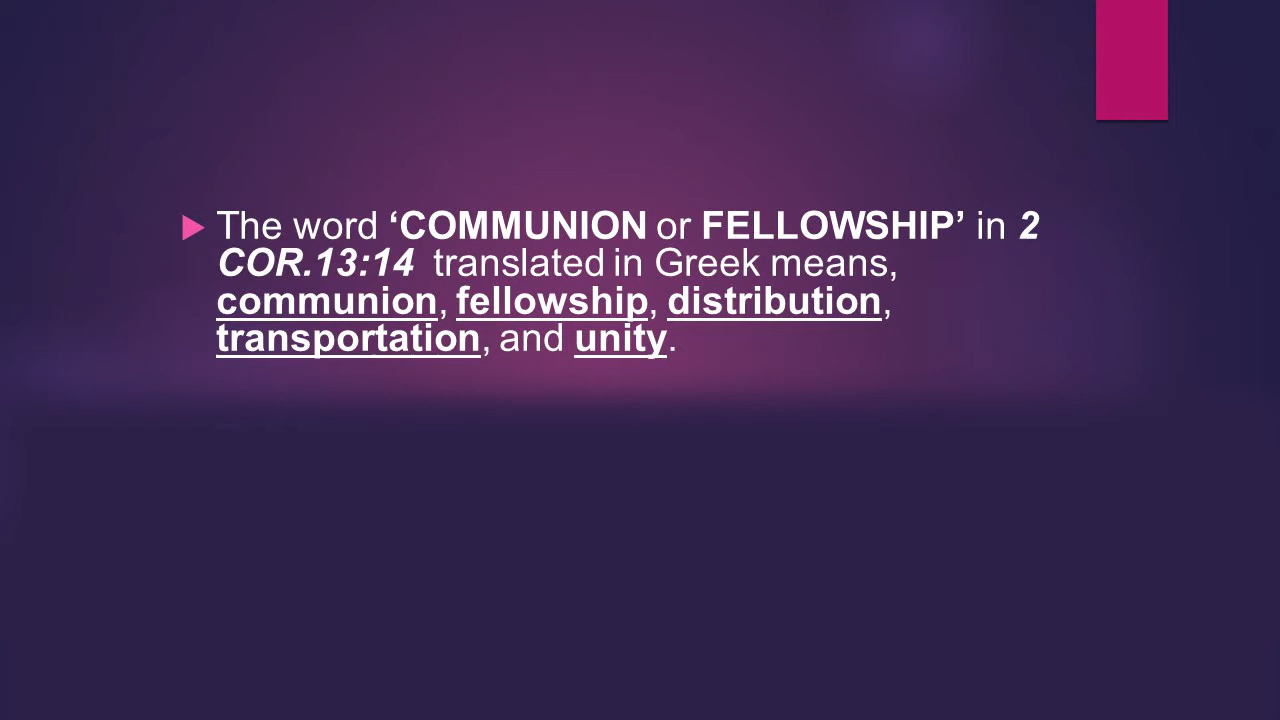 The word ‘COMMUNION or FELLOWSHIP’ in 2
COR.13:14 translated in Greek means,
communion, fellowship, distribution,
transportation, and unity.